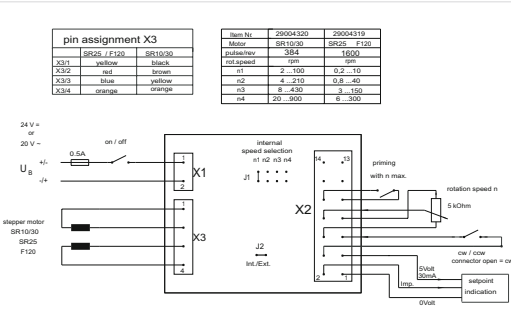 pin assignment X3
SR25 / F120 SR10/30
X3/1 yellow black
X3/2 red brown
X3/3 blue yellow
X3/4 orange orange
Item Nr. 29004320 29004319
Motor SR10/30 SR25 F120
pulse/rev 384 1600
rot.speed rpm rpm
n1 2 ...100 0,2 ...10
n2 4 ...210 0,8 ...40
n3 8 ...430 3 ...150
n4 20 ...900 6 ...300
24 V =
or
20 V ~
0.5A
on / off
+/-
U B
-/+
1
2
X1
internal
speed selection
n1 n2 n3 n4
J1
14
13
X2
priming
with n max.
rotation speed n
5 kOhm
stepper motor
SR10/30
SR25
F120
1
X3
4
J2
Int./Ext.
2
1
cw / ccw
connector open = cw
5Volt
30mA
Imp.
0Volt
setpoint
indication